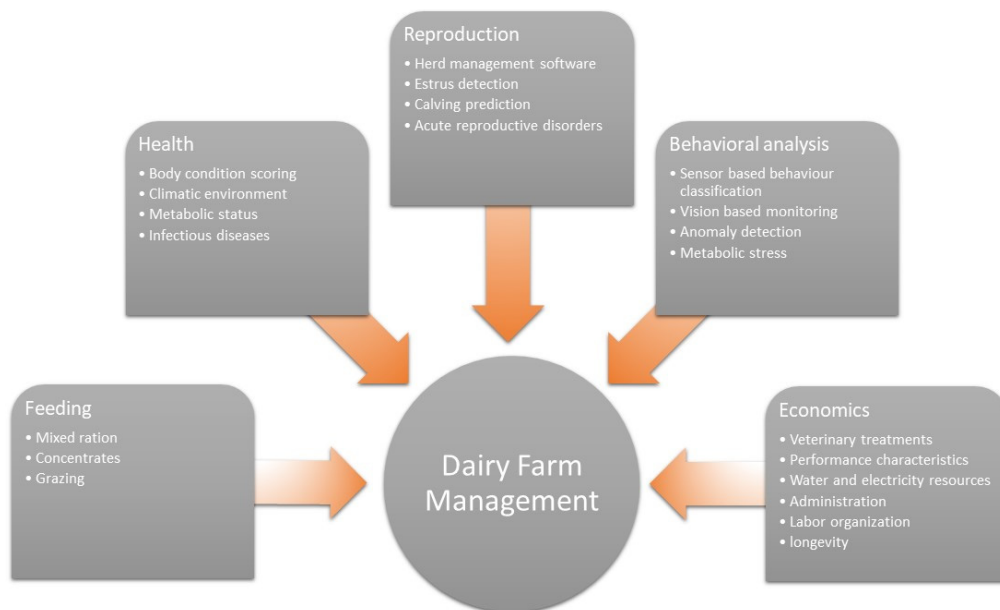 Reproduction
• Herd management software
• Estrus detection
• Calving prediction
• Acute reproductive disorders
Health
• Body condition scoring
• Climatic environment
• Metabolic status
• Infectious diseases
Behavioral analysis
• Sensor based behaviour
classification
• Vision based monitoring
• Anomaly detection
• Metabolic stress
Feeding
• Mixed ration
• Concentrates
• Grazing
Dairy Farm
Management
Economics
• Veterinary treatments
• Performance characteristics
• Water and electricity resources
• Administration
• Labor organization
• longevity